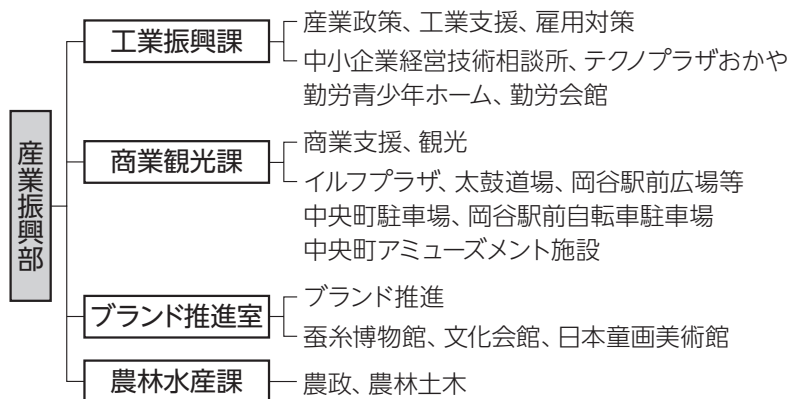 産業振興部
工業振興課
産業政策、工業支援、雇用対策
中小企業経営技術相談所、テクノプラザおかや
勤労青少年ホーム、勤労会館
商業観光課
商業支援、観光
イルフプラザ、太鼓道場、岡谷駅前広場等
中央町駐車場、岡谷駅前自転車駐車場
中央町アミューズメント施設
ブランド推進室
ブランド推進
蚕糸博物館、文化会館、日本童画美術館
農林水産課
農政、農林土木